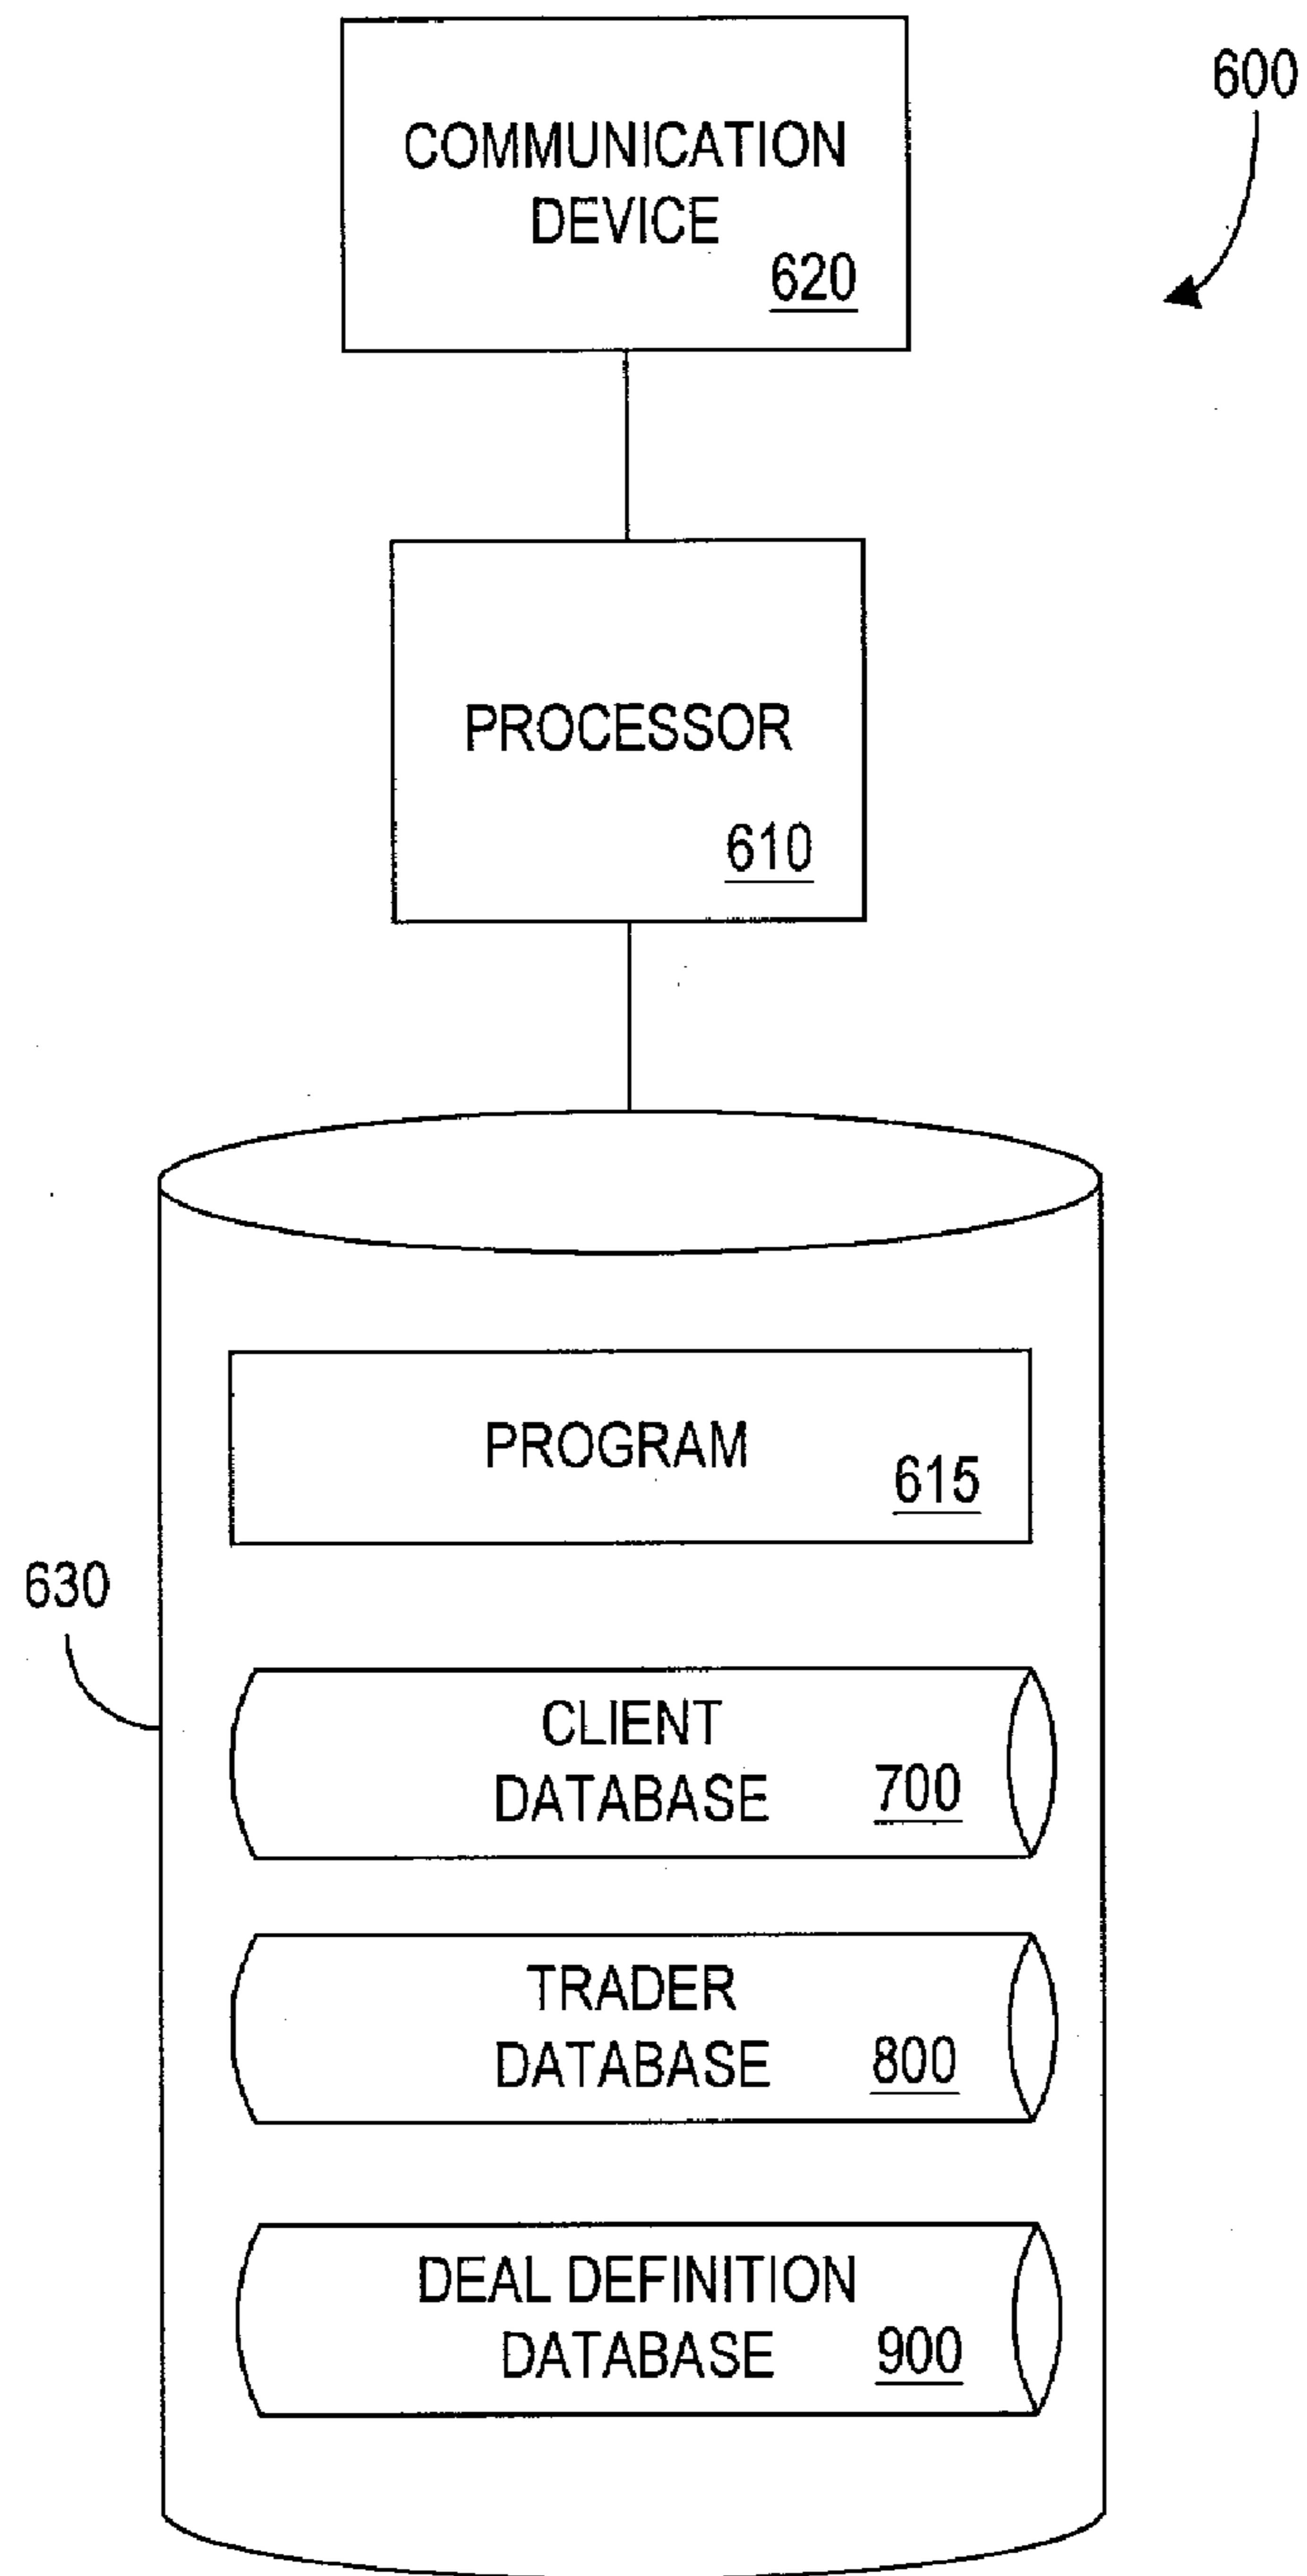 600
COMMUNICATION
DEVICE
620
PROCESSOR
610
PROGRAM
615
630
CLIENT
DATABASE
700
TRADER
DATABASE
800
DEAL DEFINITION
DATABASE
900